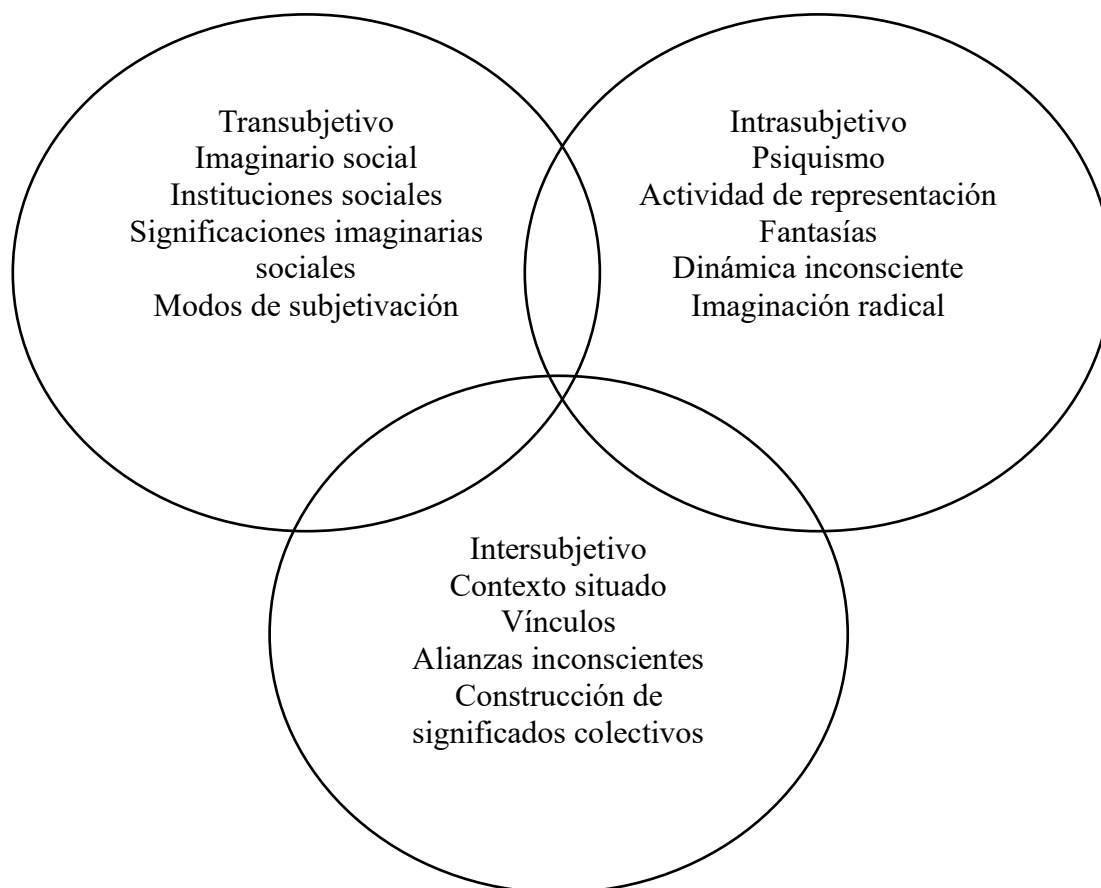 Transubjetivo
Imaginario social
Instituciones sociales
Significaciones imaginarias
sociales
Modos de subjetivación
Intrasubjetivo
Psiquismo
Actividad de representación
Fantasías
Dinámica inconsciente
Imaginación radical
Intersubjetivo
Contexto situado
Vínculos
Alianzas inconscientes
Construcción de
significados colectivos